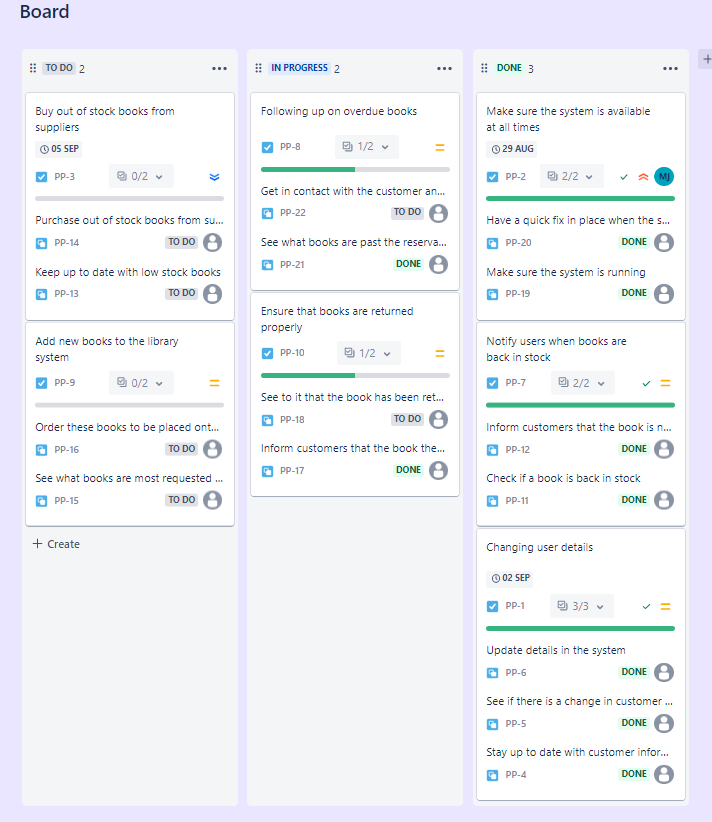 Board
TO DO 2
Buy out of stock books from
suppliers
05 SEP
PP-3 0/2
Purchase out of stock books from su...
PP-14 TO DO
Keep up to date with low stock books
PP-13 TO DO
Add new books to the library
system
PP-9 0/2
Order these books to be placed ont...
PP-16 TO DO
See what books are most requested ...
PP-15 TO DO
+ Create
IN PROGRESS 2
Following up on overdue books
PP-8 1/2
Get in contact with the customer an...
PP-22 TO DO
See what books are past the reserva...
PP-21 DONE
Ensure that books are returned
properly
PP-10 1/2
See to it that the book has been ret...
PP-18 TO DO
Inform customers that the book the...
PP-17 DONE
DONE 3
Make sure the system is available
at all times
29 AUG
PP-2 2/2 MJ
Have a quick fix in place when the s...
PP-20 DONE
Make sure the system is running
PP-19 DONE
Notify users when books are
back in stock
PP-7 2/2
Inform customers that the book is n...
PP-12 DONE
Check if a book is back in stock
PP-11 DONE
Changing user details
02 SEP
PP-1 3/3
Update details in the system
PP-6 DONE
See if there is a change in customer ...
PP-5 DONE
Stay up to date with customer infor...
PP-4 DONE